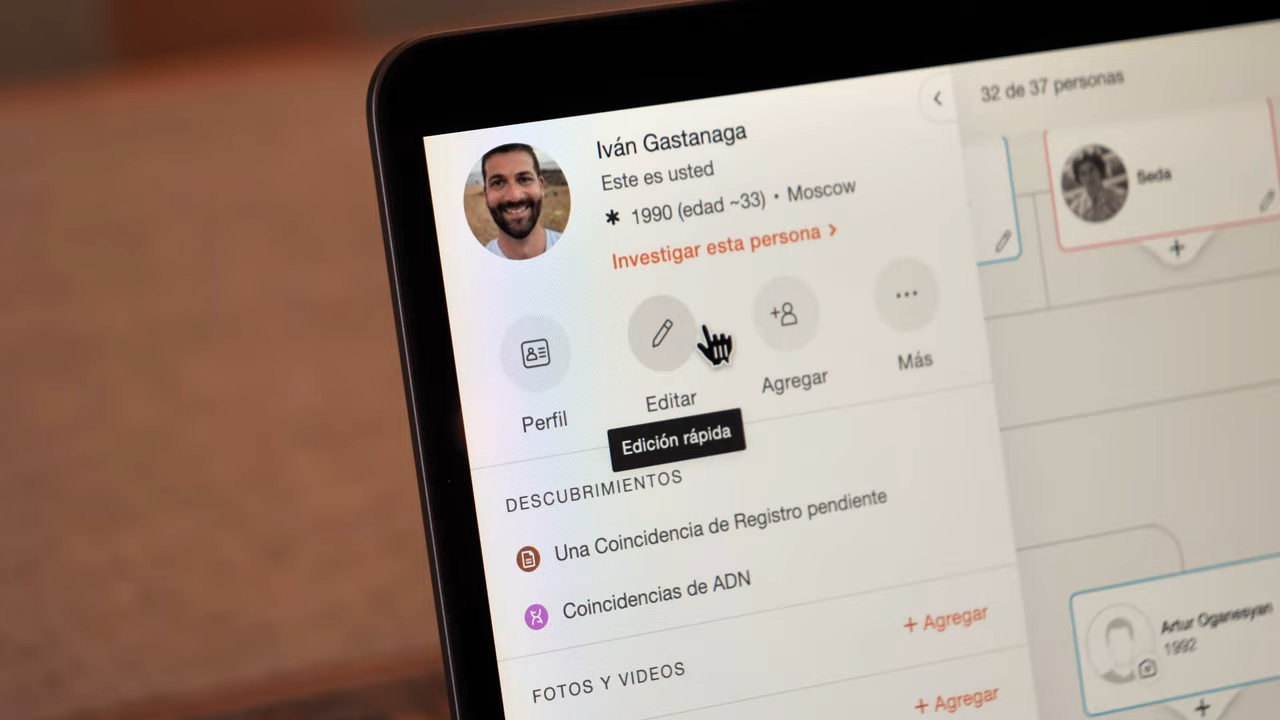 32 de 37 personas
Iván Gastanaga
Este es usted
1990 (edad ~33) • Moscow
Investigar esta persona >
Seda
Perfil
Editar
Agregar
Más
Edición rápida
DESCUBRIMIENTOS
Una Coincidencia de Registro pendiente
Coincidencias de ADN
+ Agregar
FOTOS Y VIDEOS
+ Agregar
Artur Oganesyan
1992